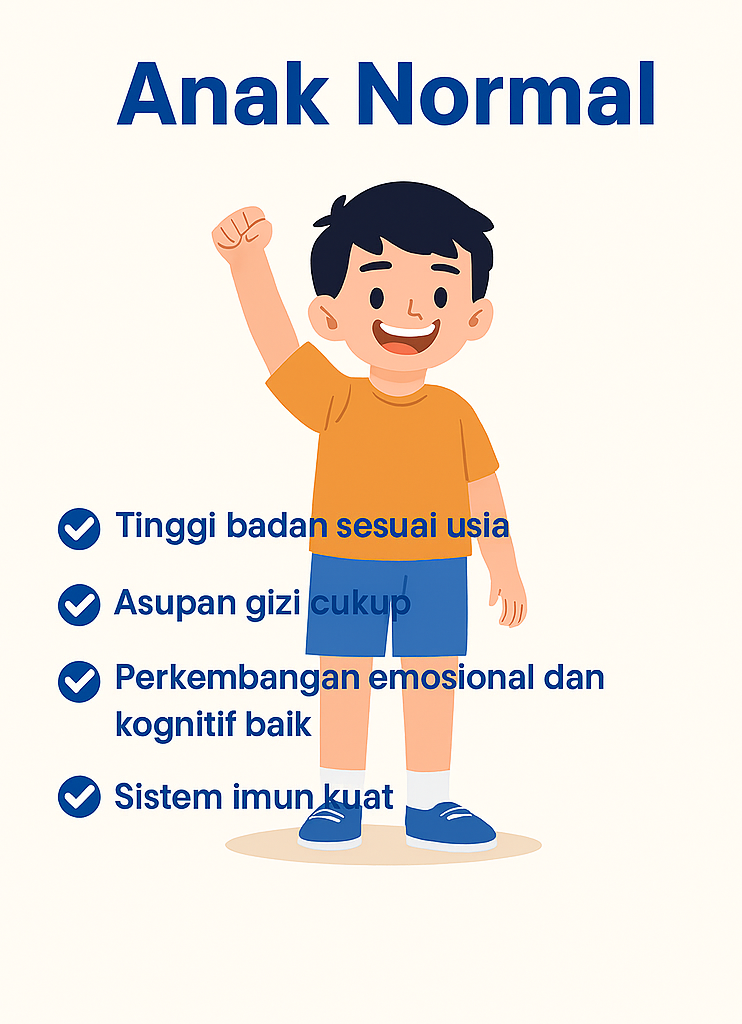 Anak Normal
Tinggi badan sesuai usia
Asupan gizi cukup
Perkembangan emosional dan
kognitif baik
Sistem imun kuat